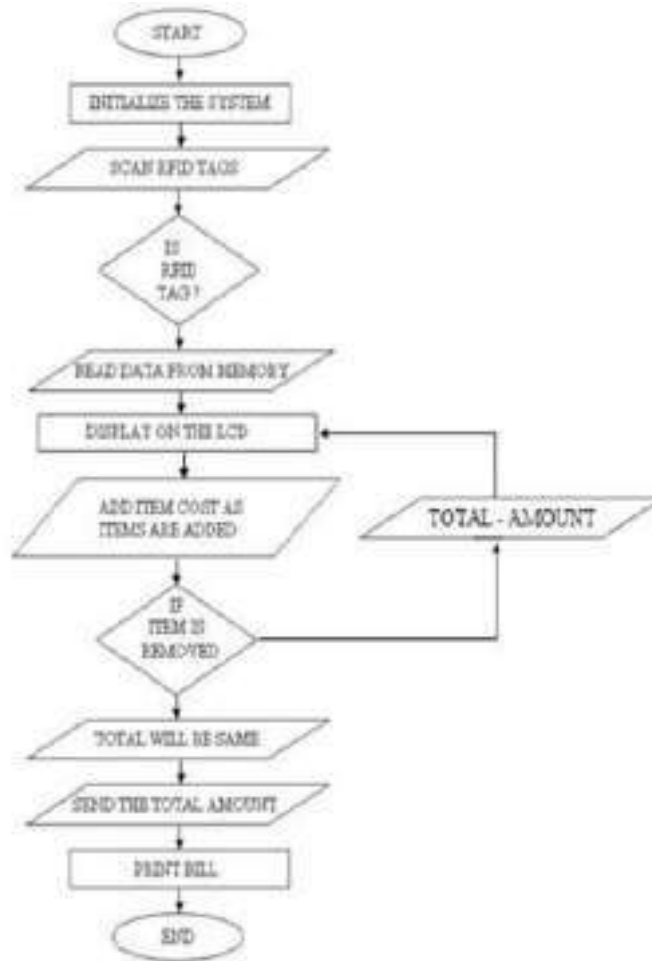 START
INITIALIZE THE SYSTEM
SCAN RFID TAGS
IS
RFID
TAG ?
READ DATA FROM MEMORY
DISPLAY ON THE LCD
ADD ITEM COST AS
ITEMS ARE ADDED
TOTAL - AMOUNT
IF
ITEM IS
REMOVED
TOTAL WILL BE SAME
SEND THE TOTAL AMOUNT
PRINT BILL
END